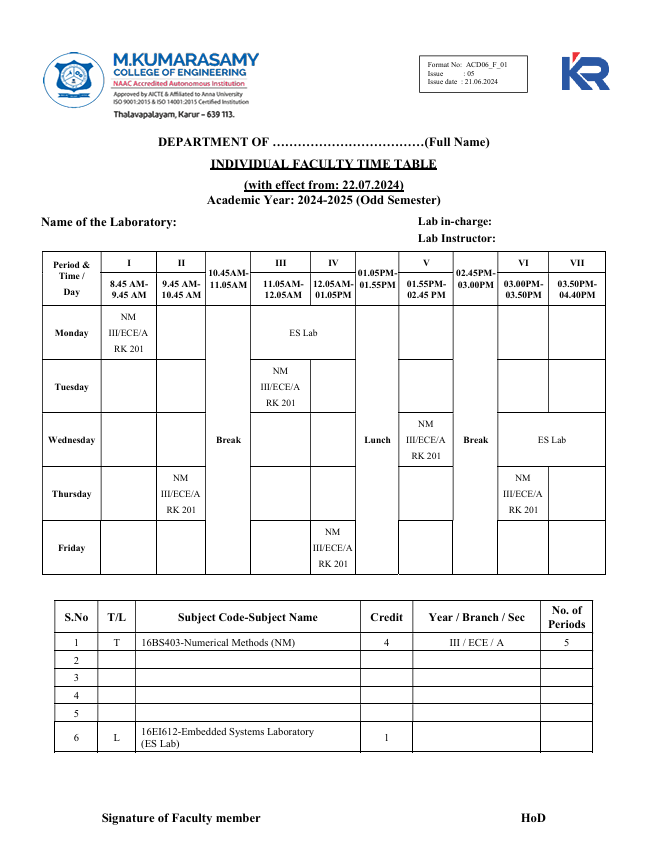 M.KUMARASAMY
COLLEGE OF ENGINEERING
NAAC Accredited Autonomous Institution
Approved by AICTE & Affiliated to Anna University
ISO 9001:2015 & ISO 14001:2015 Certified Institution
Thalavapalayam, Karur – 639 113.
Format No: ACD06_F_01
Issue : 05
Issue date : 21.06.2024
KR
DEPARTMENT OF ………………………………(Full Name)
INDIVIDUAL FACULTY TIME TABLE
(with effect from: 22.07.2024)
Academic Year: 2024-2025 (Odd Semester)
Name of the Laboratory:
Lab in-charge:
Lab Instructor:
Period & Time / Day
I II 10.45AM-11.05AM III IV 01.05PM-01.55PM V 02.45PM-03.00PM VI VII
8.45 AM-9.45 AM 9.45 AM-10.45 AM 11.05AM-12.05AM 12.05AM-01.05PM 01.55PM-02.45 PM 03.00PM-03.50PM 03.50PM-04.40PM
Monday NM III/ECE/A RK 201 ES Lab
Tuesday NM III/ECE/A RK 201
Wednesday Break Lunch NM III/ECE/A RK 201 Break ES Lab
Thursday NM III/ECE/A RK 201 NM III/ECE/A RK 201
Friday NM III/ECE/A RK 201
S.No T/L Subject Code-Subject Name Credit Year / Branch / Sec No. of Periods
1 T 16BS403-Numerical Methods (NM) 4 III / ECE / A 5
2
3
4
5
6 L 16EI612-Embedded Systems Laboratory (ES Lab) 1
Signature of Faculty member HoD